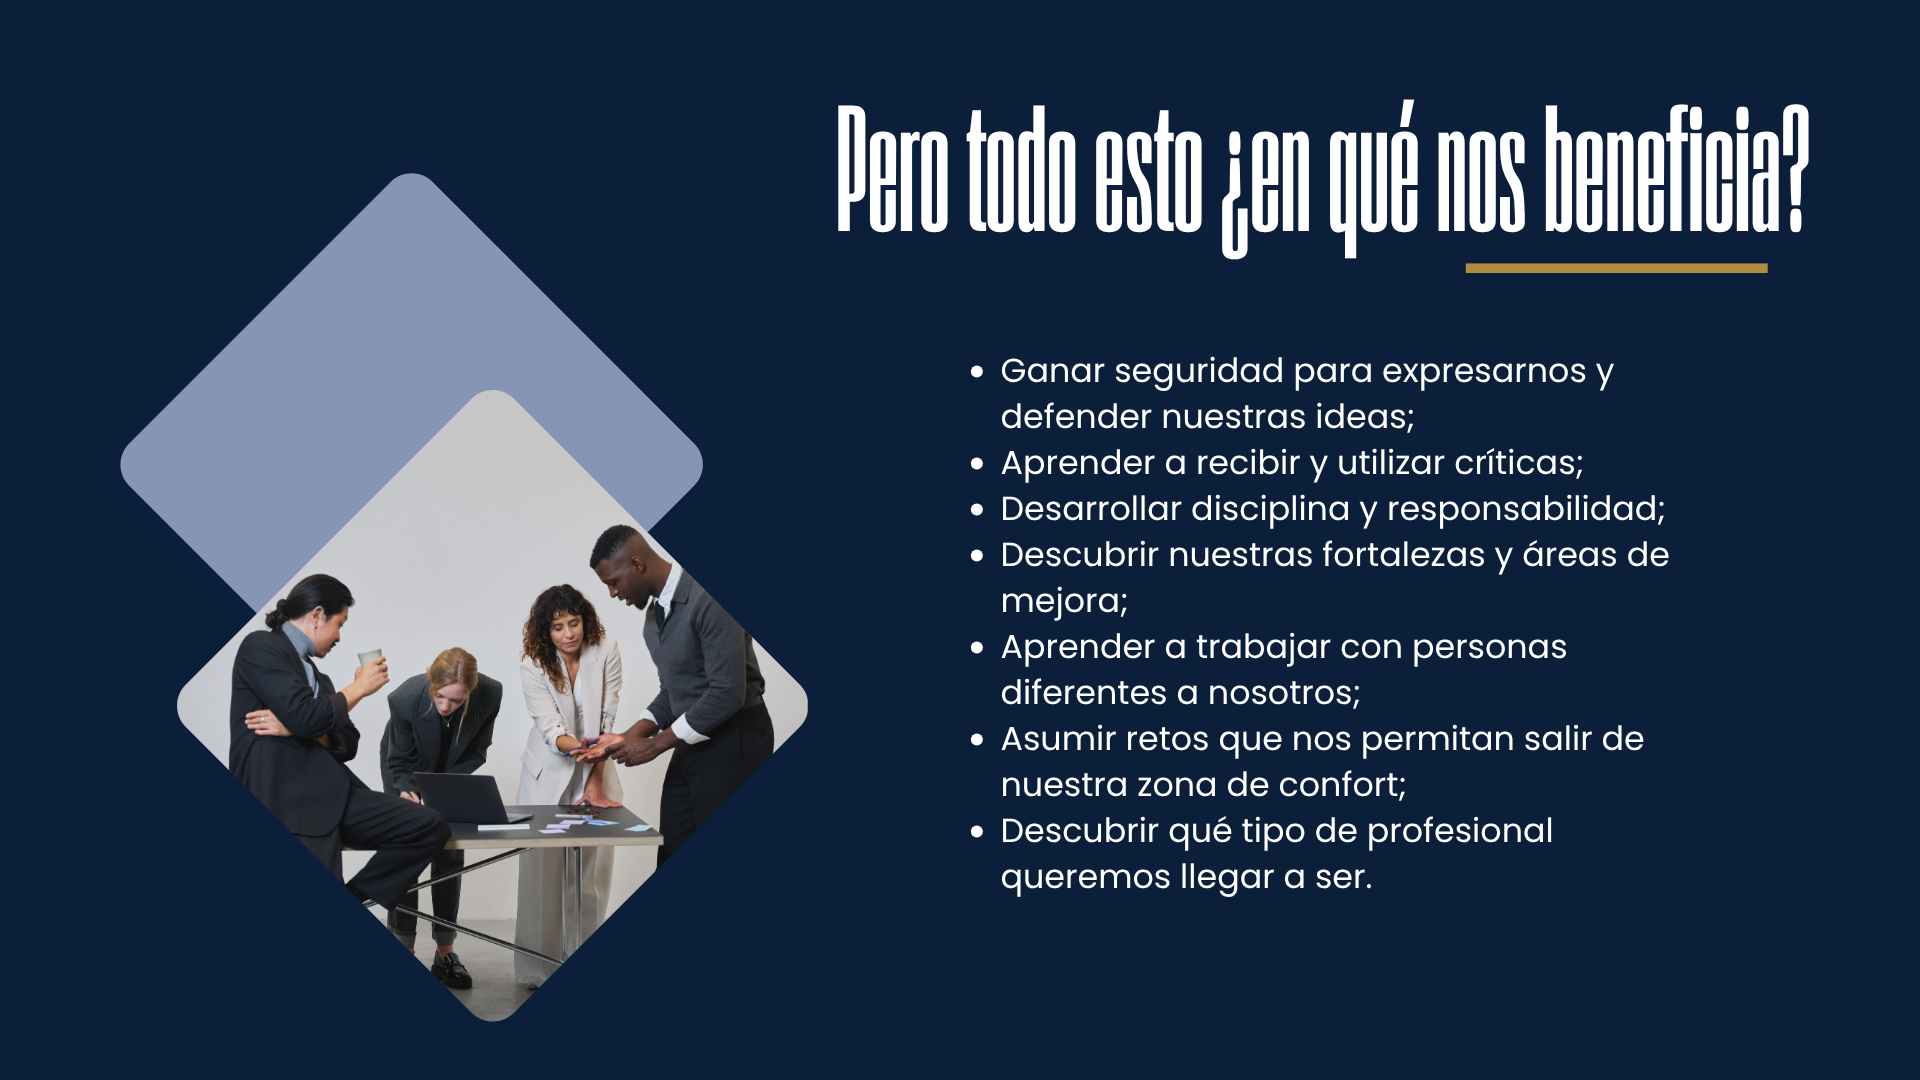 Pero todo esto ¿en qué nos beneficia?
• Ganar seguridad para expresarnos y
defender nuestras ideas;
• Aprender a recibir y utilizar críticas;
• Desarrollar disciplina y responsabilidad;
• Descubrir nuestras fortalezas y áreas de
mejora;
• Aprender a trabajar con personas
diferentes a nosotros;
• Asumir retos que nos permitan salir de
nuestra zona de confort;
• Descubrir qué tipo de profesional
queremos llegar a ser.